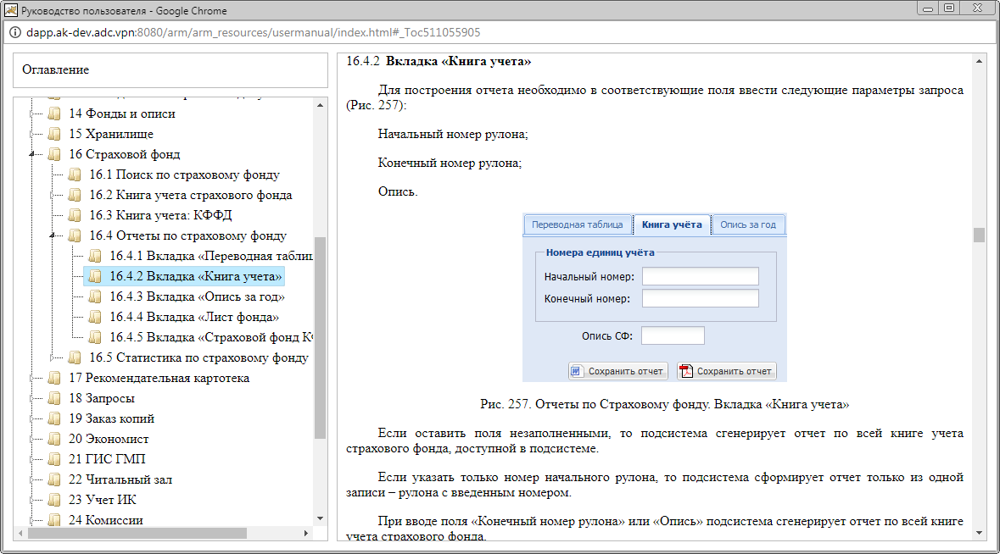 Руководство пользователя - Google Chrome
dapp.ak-dev.adc.vpn:8080/arm/arm_resources/usermanual/index.html#_Toc511055905
Оглавление
14 Фонды и описи
15 Хранилище
16 Страховой фонд
16.1 Поиск по страховому фонду
16.2 Книга учета страхового фонда
16.3 Книга учета: КФФД
16.4 Отчеты по страховому фонду
16.4.1 Вкладка «Переводная таблиц
16.4.2 Вкладка «Книга учета»
16.4.3 Вкладка «Опись за год»
16.4.4 Вкладка «Лист фонда»
16.4.5 Вкладка «Страховой фонд КФ
16.5 Статистика по страховому фонду
17 Рекомендательная картотека
18 Запросы
19 Заказ копий
20 Экономист
21 ГИС ГМП
22 Читальный зал
23 Учет ИК
24 Комиссии
16.4.2 Вкладка «Книга учета»
Для построения отчета необходимо в соответствующие поля ввести следующие параметры запроса
(Рис. 257):
Начальный номер рулона;
Конечный номер рулона;
Опись.
Переводная таблица Книга учёта Опись за год
Номера единиц учёта
Начальный номер:
Конечный номер:
Опись СФ:
Сохранить отчет Сохранить отчет
Рис. 257. Отчеты по Страховому фонду. Вкладка «Книга учета»
Если оставить поля незаполненными, то подсистема сгенерирует отчет по всей книге учета
страхового фонда, доступной в подсистеме.
Если указать только номер начального рулона, то подсистема сформирует отчет только из одной
записи – рулона с введенным номером.
При вводе поля «Конечный номер рулона» или «Опись» подсистема сгенерирует отчет по всей книге
учета страхового фонда.